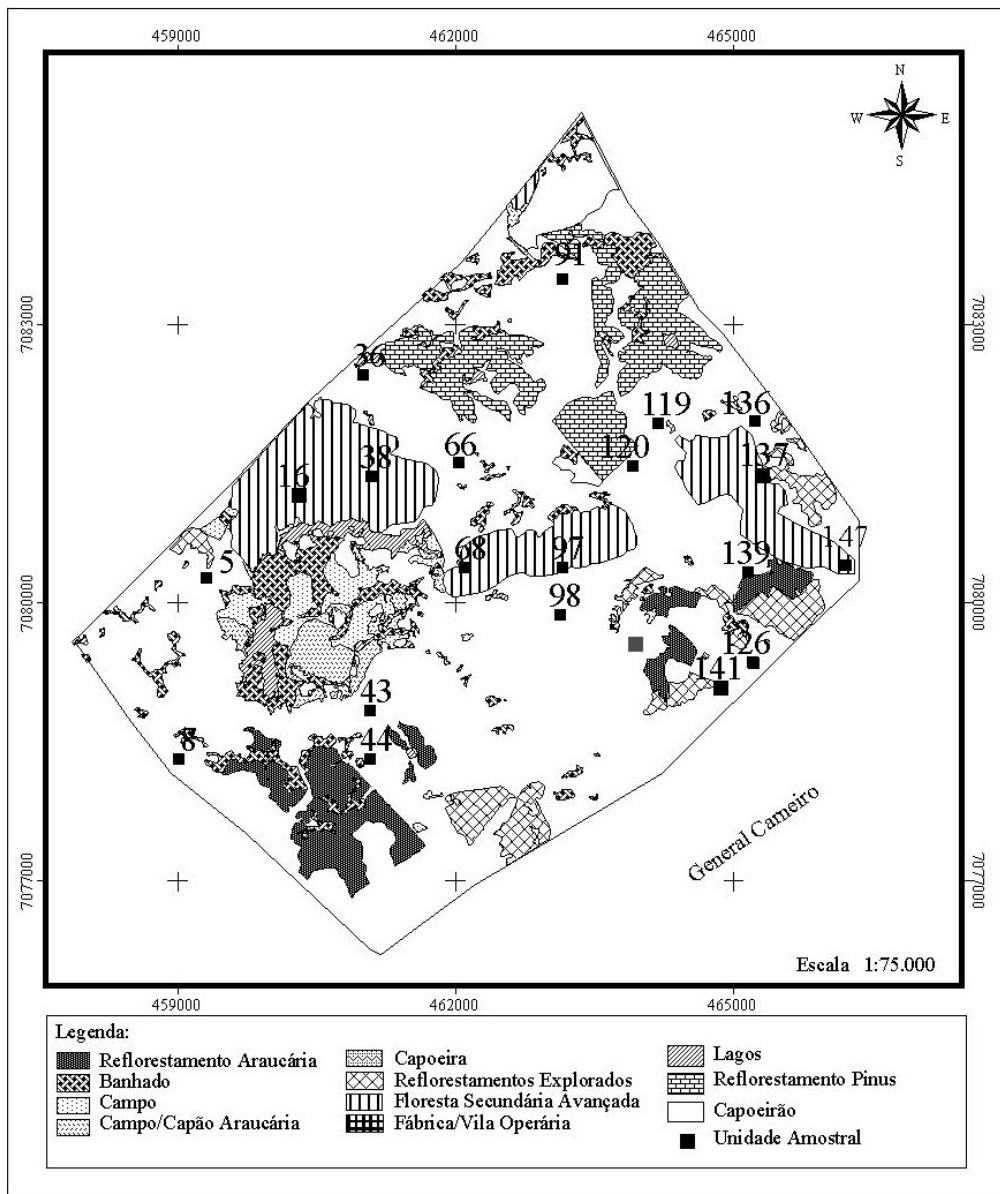 459000 462000 465000
N
W E
S
91
7083000 7083000
36
119 136
66 120 137
38
16
147
68 97 139
5
7080000 98 7080000
126
141
43
8 44
General Carneiro
7077000 7077000
Escala 1:75.000
459000 462000 465000
Legenda:
Reflorestamento Araucária
Banhado
Campo
Campo/Capão Araucária
Capoeira
Reflorestamentos Explorados
Floresta Secundária Avançada
Fábrica/Vila Operária
Lagos
Reflorestamento Pinus
Capoeirão
Unidade Amostral